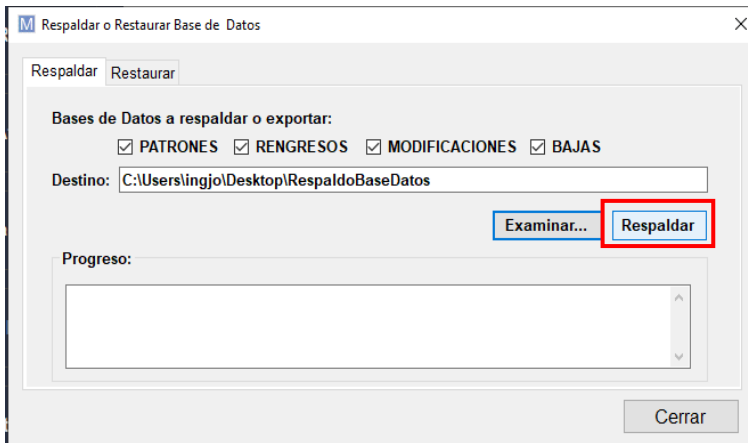 M Respaldar o Restaurar Base de Datos
Respaldar Restaurar
Bases de Datos a respaldar o exportar:
PATRONES RENGRESOS MODIFICACIONES BAJAS
Destino: C:\Users\ingjo\Desktop\RespaldoBaseDatos
Examinar... Respaldar
Progreso:
Cerrar